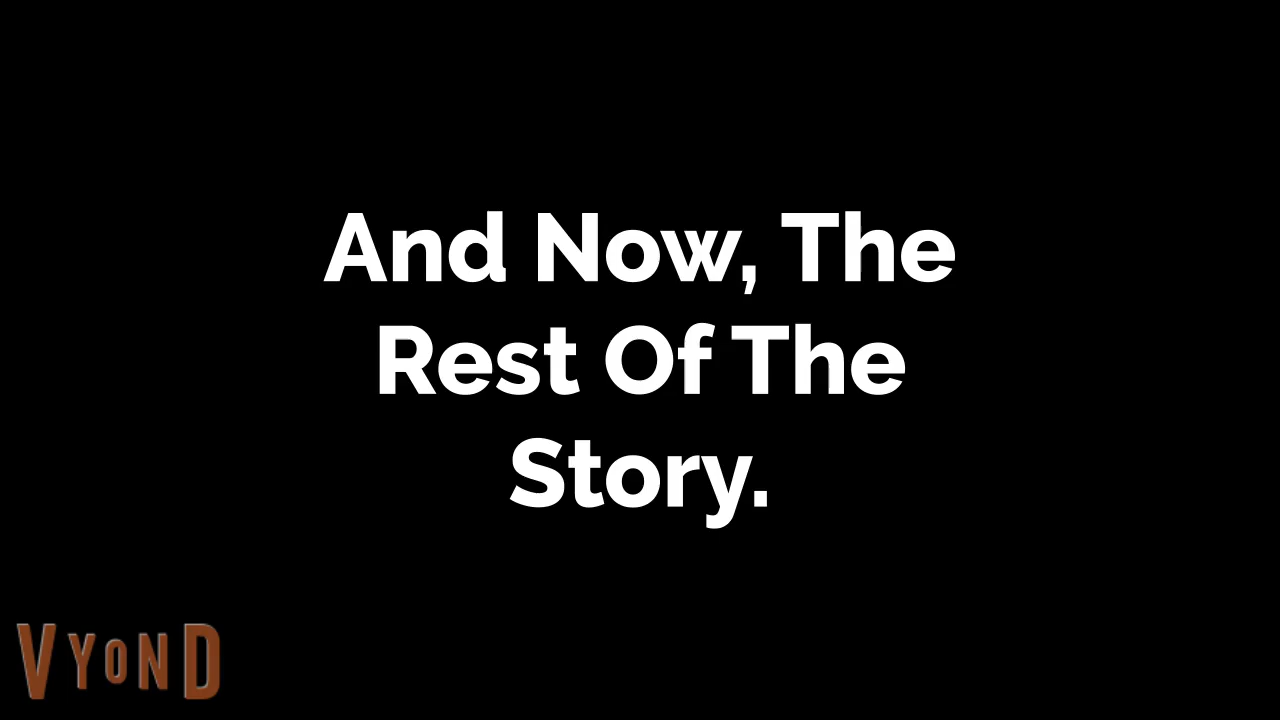 And Now, The
Rest Of The
Story.
VYOND